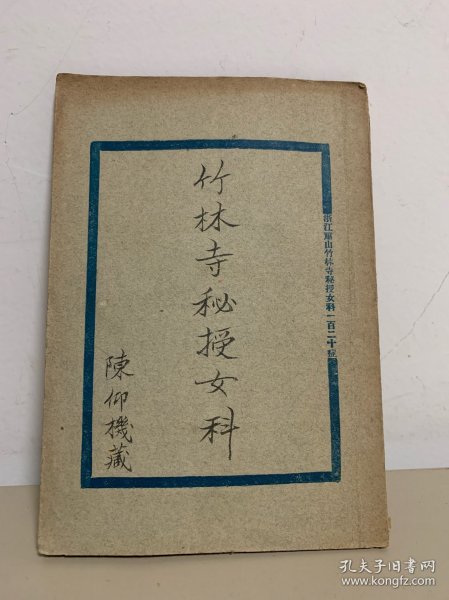 浙江蕭山竹林寺秘授女科一百二十症
竹林寺秘授女科
陳仰機藏
孔夫子旧书网
www.kongfz.com